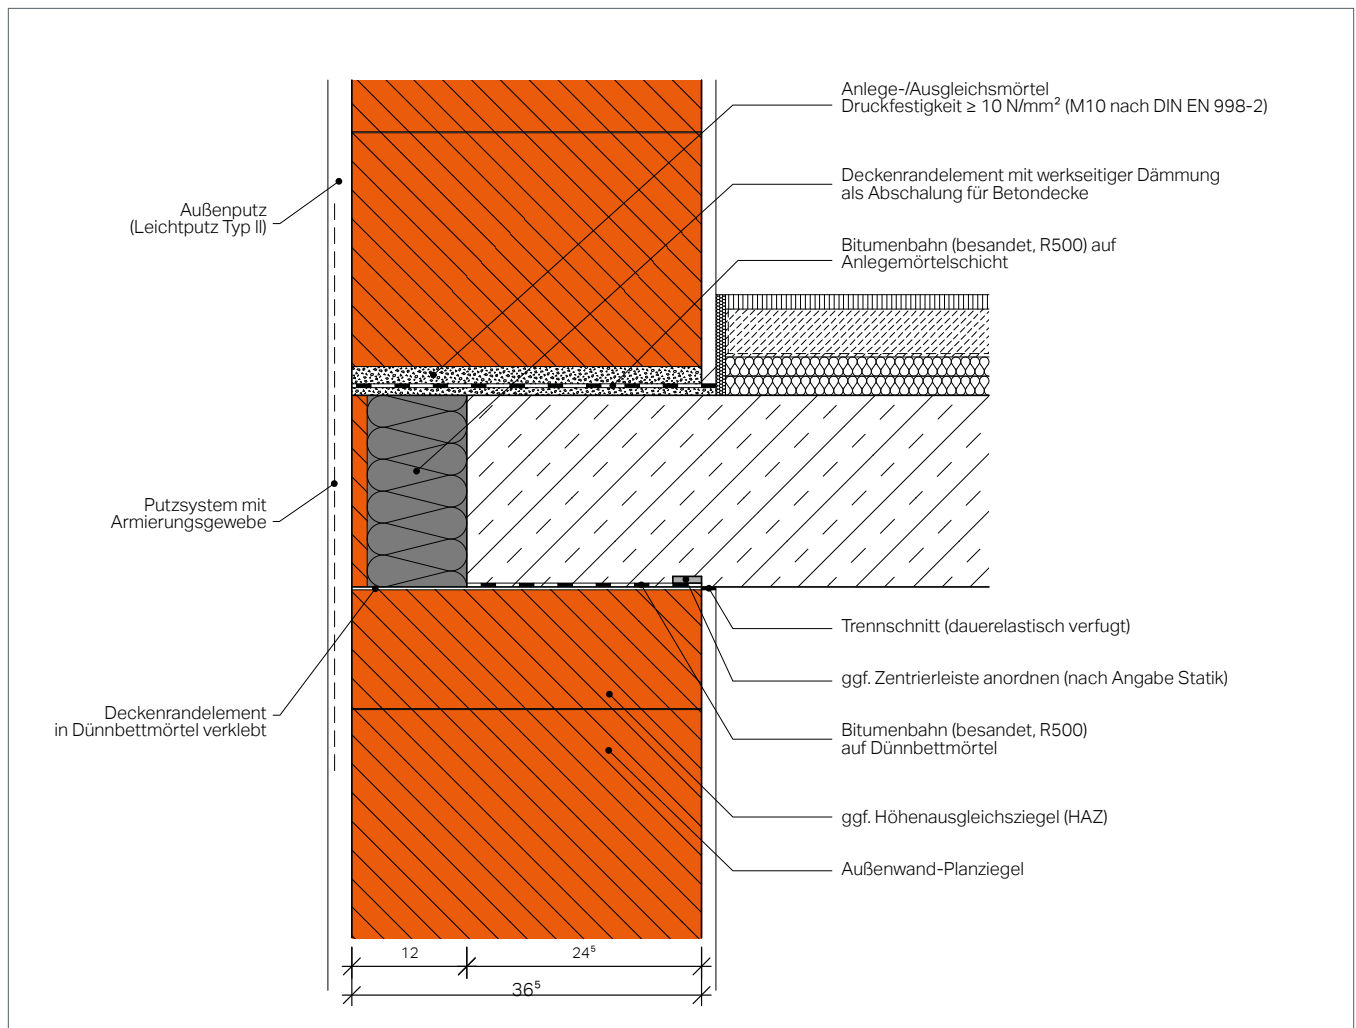 Anlege-/Ausgleichsmörtel
Druckfestigkeit ≥ 10 N/mm² (M10 nach DIN EN 998-2)
Deckenrandelement mit werkseitiger Dämmung
als Abschalung für Betondecke
Außenputz
(Leichtputz Typ II)
Bitumenbahn (besandet, R500) auf
Anlegemörtelschicht
Putzsystem mit
Armierungsgewebe
Trennschnitt (dauerelastisch verfugt)
ggf. Zentrierleiste anordnen (nach Angabe Statik)
Deckenrandelement
in Dünnbettmörtel verklebt
Bitumenbahn (besandet, R500)
auf Dünnbettmörtel
ggf. Höhenausgleichsziegel (HAZ)
Außenwand-Planziegel
12
24⁵
36⁵